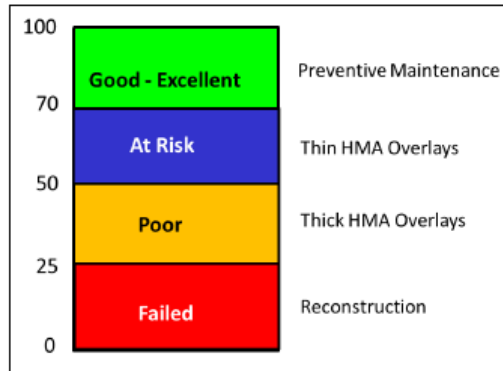 100
Good - Excellent
Preventive Maintenance
70
At Risk
Thin HMA Overlays
50
Poor
Thick HMA Overlays
25
Failed
Reconstruction
0